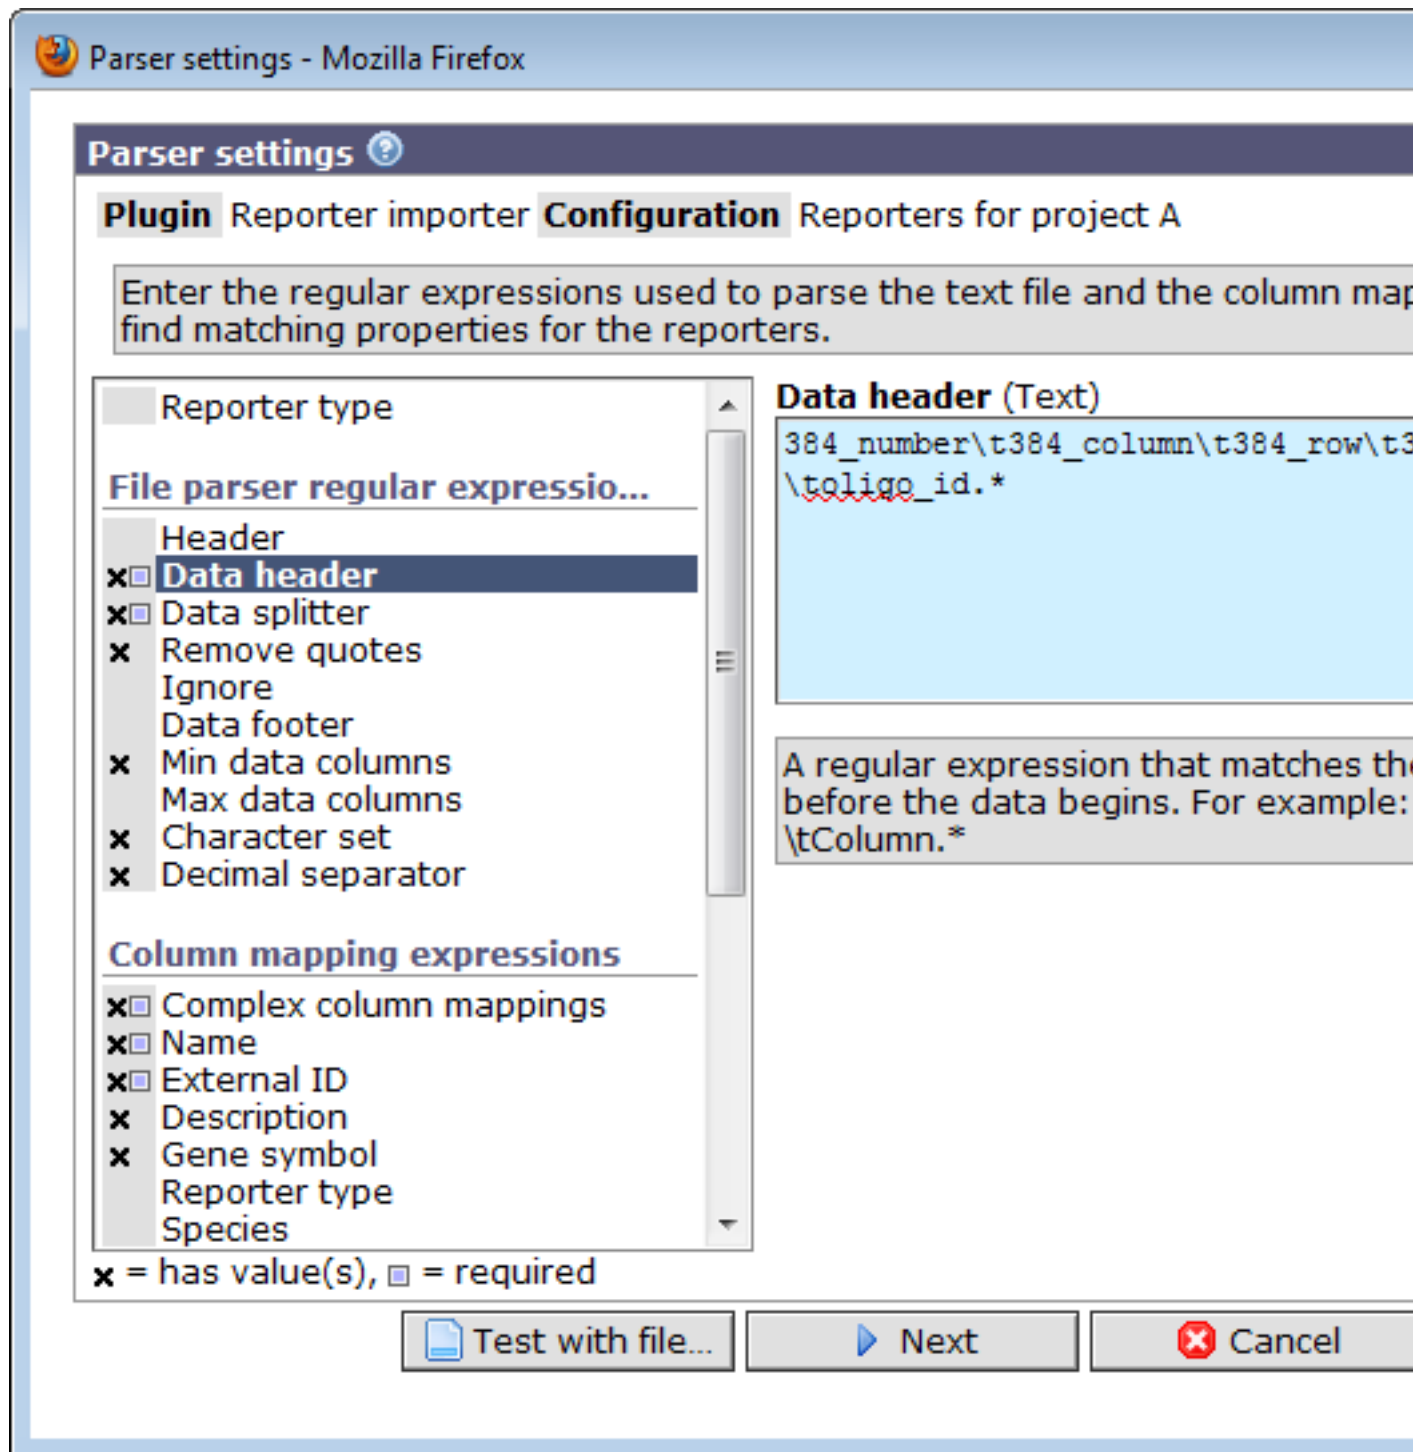 Parser settings - Mozilla Firefox
Parser settings
Plugin Reporter importer Configuration Reporters for project A
Enter the regular expressions used to parse the text file and the column
find matching properties for the reporters.
Reporter type
File parser regular expressio...
Header
x Data header
x Data splitter
x Remove quotes
Ignore
Data footer
x Min data columns
Max data columns
x Character set
x Decimal separator
Column mapping expressions
x Complex column mappings
x Name
x External ID
x Description
x Gene symbol
Reporter type
Species
x = has value(s), = required
Data header (Text)
384_number\t384_column\t384_row\t3
\toligo_id.*
A regular expression that matches
before the data begins. For example:
\tColumn.*
Test with file...
Next
Cancel